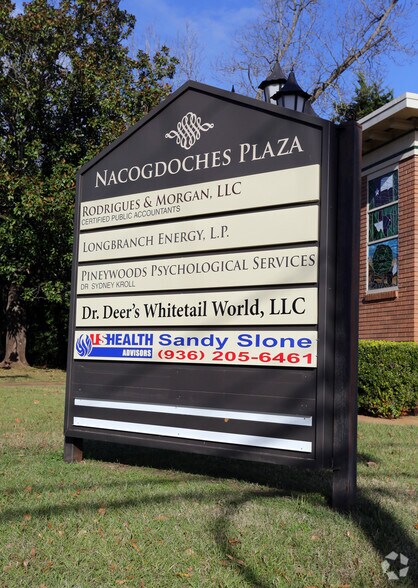 NACOGDOCHES PLAZA
RODRIGUES & MORGAN, LLC
CERTIFIED PUBLIC ACCOUNTANTS
LONGBRANCH ENERGY, L.P.
PINEYWOODS PSYCHOLOGICAL SERVICES
DR SYDNEY KROLL
Dr. Deer's Whitetail World, LLC
USHEALTH Sandy Slone
ADVISORS (936) 205-6461